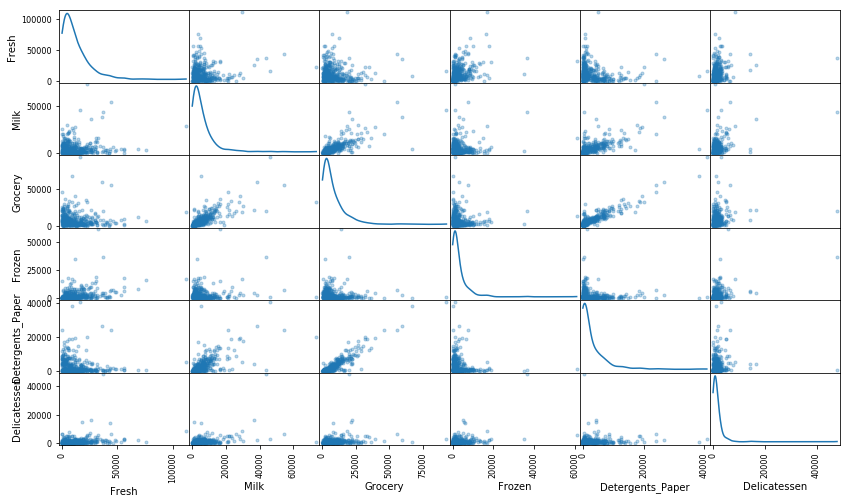 Fresh
100000
50000
0
Milk
50000
0
Grocery
50000
0
Frozen
50000
25000
0
Detergents_Paper
40000
20000
0
Delicatessen
40000
20000
0
0 50000 100000
0 20000 40000 60000
0 25000 50000 75000
0 20000 40000 60000
0 20000 40000
0 20000 40000
Fresh Milk Grocery Frozen Detergents_Paper Delicatessen